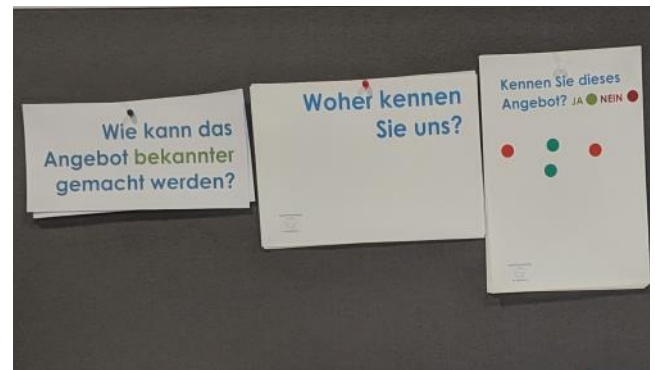 Wie kann das
Angebot bekannter
gemacht werden?
Woher kennen
Sie uns?
Kennen Sie dieses
Angebot? JA NEIN